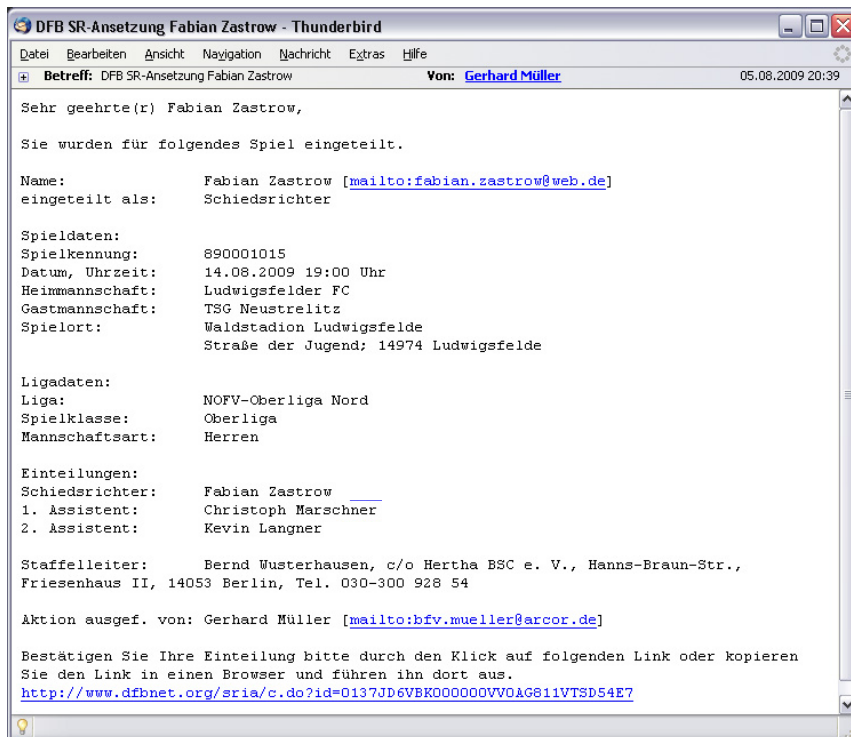 DFB SR-Ansetzung Fabian Zastrow - Thunderbird
Datei Bearbeiten Ansicht Navigation Nachricht Extras Hilfe
Betreff: DFB SR-Ansetzung Fabian Zastrow Von: Gerhard Müller 05.08.2009 20:39
Sehr geehrte(r) Fabian Zastrow,
Sie wurden für folgendes Spiel eingeteilt.
Name: Fabian Zastrow [mailto:fabian.zastrow@web.de]
eingeteilt als: Schiedsrichter
Spieldaten:
Spielkennung: 890001015
Datum, Uhrzeit: 14.08.2009 19:00 Uhr
Heimmannschaft: Ludwigsfelder FC
Gastmannschaft: TSG Neustrelitz
Spielort: Waldstadion Ludwigsfelde
Straße der Jugend; 14974 Ludwigsfelde
Ligadaten:
Liga: NOFV-Oberliga Nord
Spielklasse: Oberliga
Mannschaftsart: Herren
Einteilungen:
Schiedsrichter: Fabian Zastrow
1. Assistent: Christoph Marschner
2. Assistent: Kevin Langner
Staffelleiter: Bernd Wusterhausen, c/o Hertha BSC e. V., Hanns-Braun-Str.,
Friesenhaus II, 14053 Berlin, Tel. 030-300 928 54
Aktion ausgef. von: Gerhard Müller [mailto:bfv.mueller@arcor.de]
Bestätigen Sie Ihre Einteilung bitte durch den Klick auf folgenden Link oder kopieren
Sie den Link in einen Browser und führen ihn dort aus.
http://www.dfbnet.org/sria/c.do?id=0137JD6VBK000000VV0AG811VTSD54E7